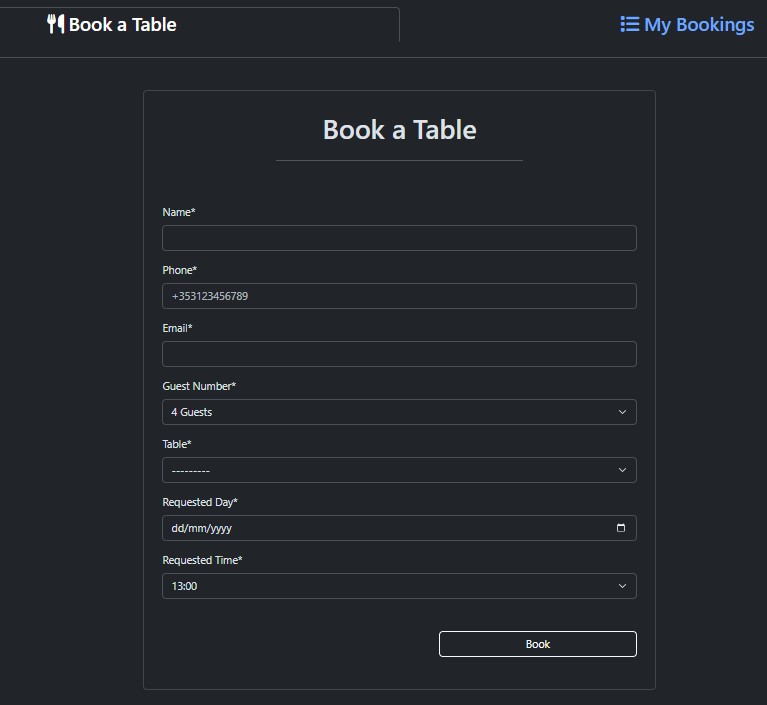 Book a Table
My Bookings
Book a Table
Name*
Phone*
+353123456789
Email*
Guest Number*
4 Guests
Table*
---------
Requested Day*
dd/mm/yyyy
Requested Time*
13:00
Book